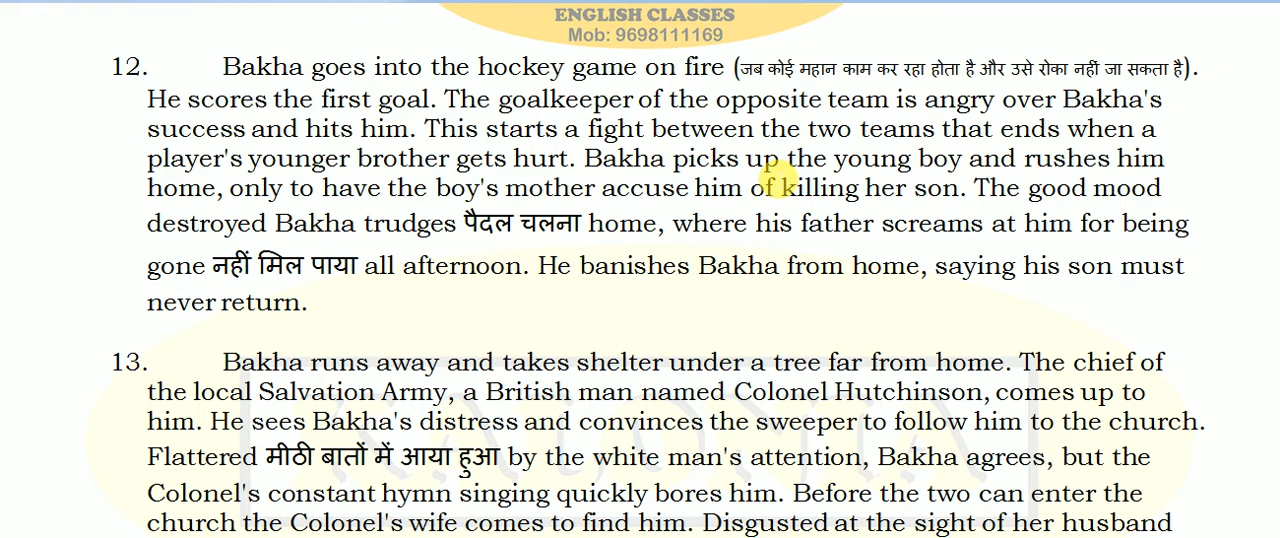 ENGLISH CLASSES
Mob: 9698111169
12. Bakha goes into the hockey game on fire (जब कोई महान काम कर रहा होता है और उसे रोका नहीं जा सकता है).
He scores the first goal. The goalkeeper of the opposite team is angry over Bakha's
success and hits him. This starts a fight between the two teams that ends when a
player's younger brother gets hurt. Bakha picks up the young boy and rushes him
home, only to have the boy's mother accuse him of killing her son. The good mood
destroyed Bakha trudges पैदल चलना home, where his father screams at him for being
gone नहीं मिल पाया all afternoon. He banishes Bakha from home, saying his son must
never return.
13. Bakha runs away and takes shelter under a tree far from home. The chief of
the local Salvation Army, a British man named Colonel Hutchinson, comes up to
him. He sees Bakha's distress and convinces the sweeper to follow him to the church.
Flattered मीठी बातों में आया हुआ by the white man's attention, Bakha agrees, but the
Colonel's constant hymn singing quickly bores him. Before the two can enter the
church the Colonel's wife comes to find him. Disgusted at the sight of her husband